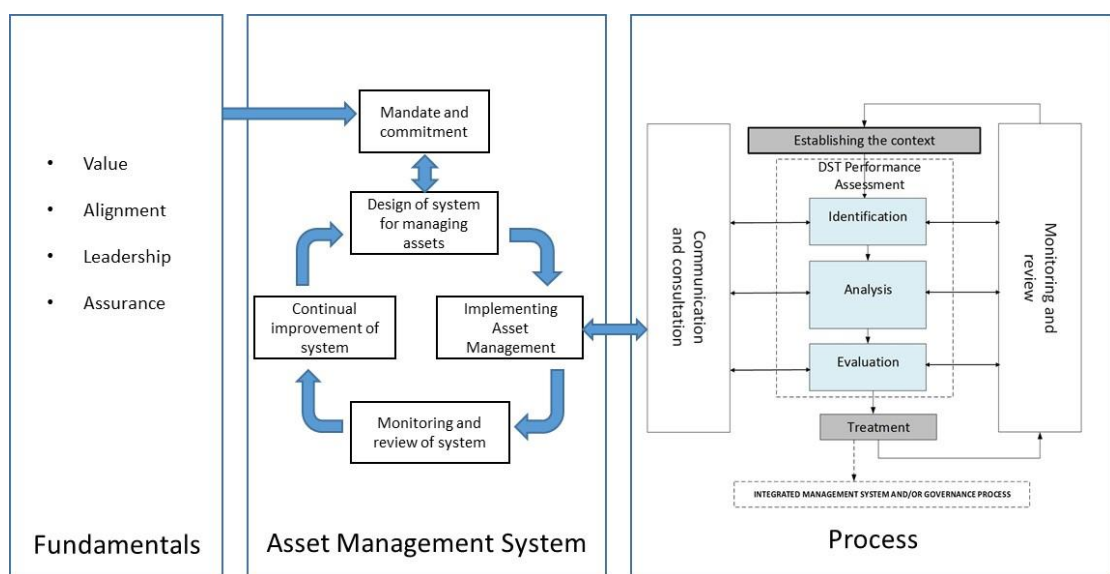 • Value
• Alignment
• Leadership
• Assurance
Fundamentals
Mandate and
commitment
Design of system
for managing
assets
Continual
improvement of
system
Implementing
Asset
Management
Monitoring and
review of system
Asset Management System
Communication
and consultation
Establishing the context
DST Performance
Assessment
Identification
Analysis
Evaluation
Treatment
Monitoring and
review
INTEGRATED MANAGEMENT SYSTEM AND/OR GOVERNANCE PROCESS
Process